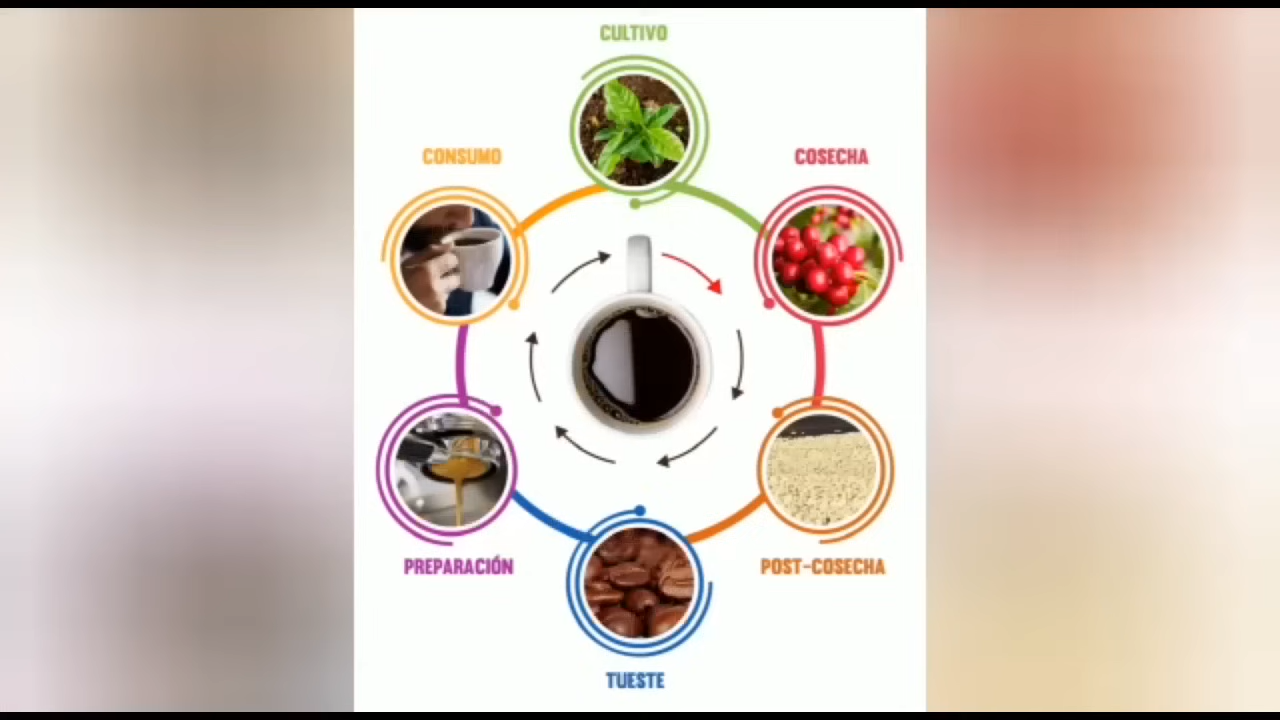 CULTIVO
CONSUMO
COSECHA
PREPARACIÓN
POST-COSECHA
TUESTE